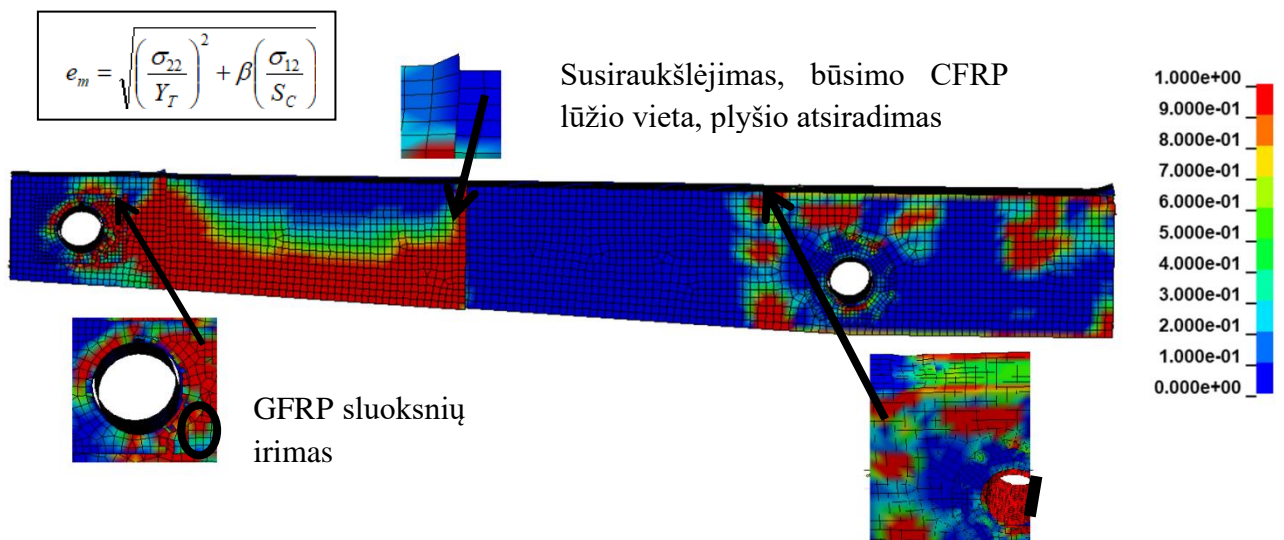 e_m = √((σ_22/Y_T)^2 + β(σ_12/S_C))
Susiraukšlėjimas, būsimo CFRP
lūžio vieta, plyšio atsiradimas
1.000e+00
9.000e-01
8.000e-01
7.000e-01
6.000e-01
5.000e-01
4.000e-01
3.000e-01
2.000e-01
1.000e-01
0.000e+00
GFRP sluoksnių
irimas